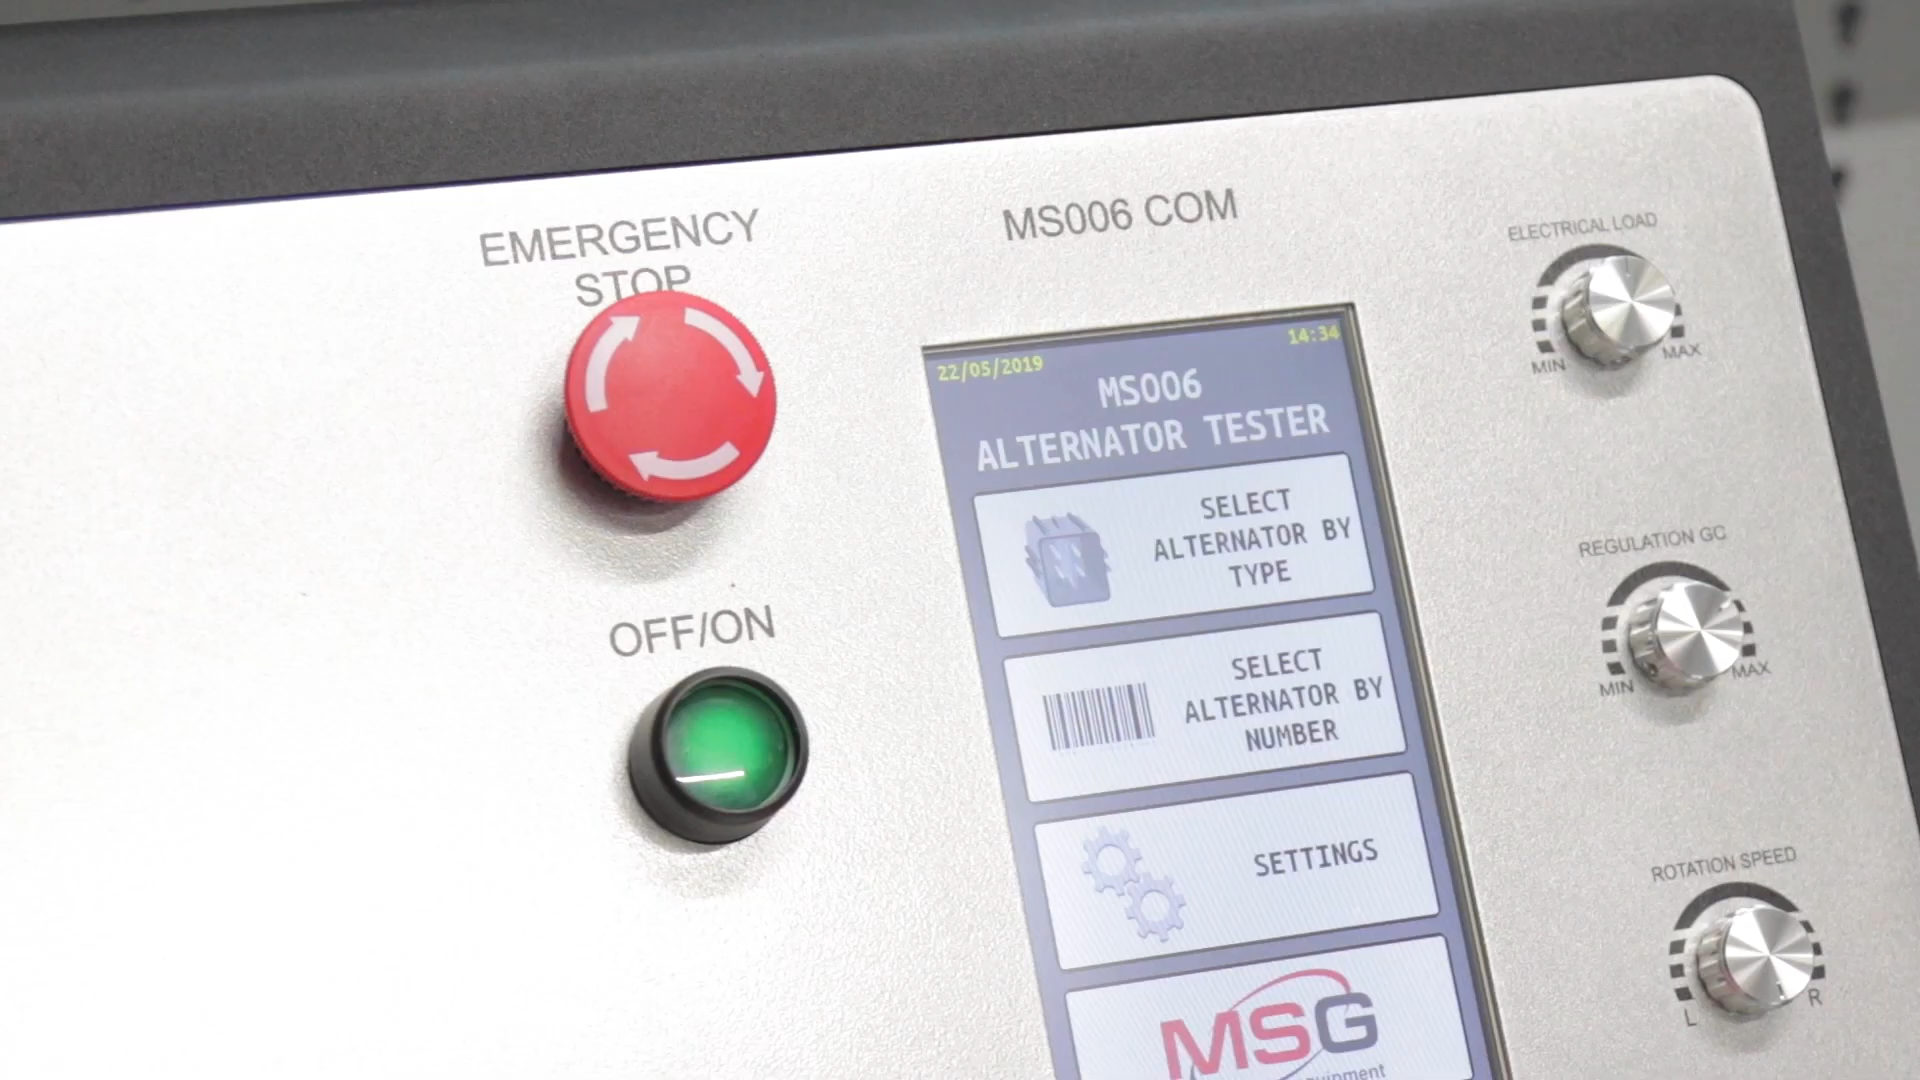 EMERGENCY
STOP
MS006 COM
ELECTRICAL LOAD
MIN
MAX
22/05/2019
14:34
MS006
ALTERNATOR TESTER
SELECT
ALTERNATOR BY
TYPE
REGULATION GC
MIN
MAX
OFF/ON
SELECT
ALTERNATOR BY
NUMBER
SETTINGS
ROTATION SPEED
L
R
MSG